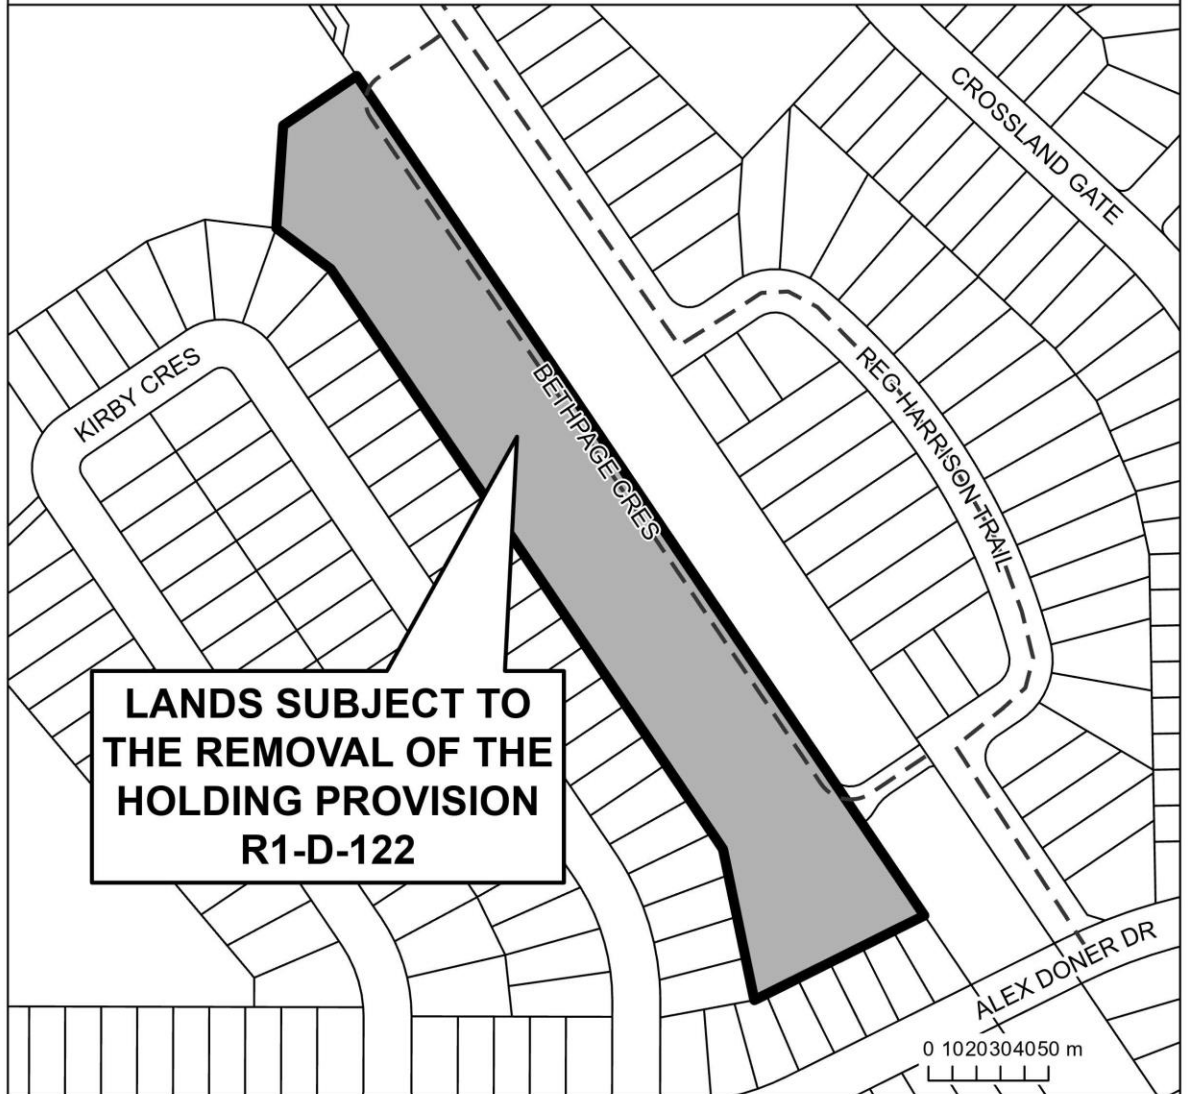 CROSSLAND GATE
KIRBY CRES
REG HARRISON TRAIL
BETHPAGE CRES
LANDS SUBJECT TO
THE REMOVAL OF THE
HOLDING PROVISION
R1-D-122
ALEX DONER DR
0 1020304050 m